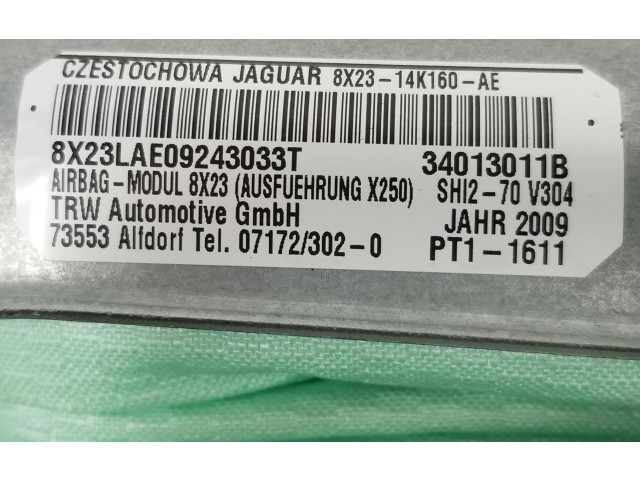 CZESTOCHOWA JAGUAR 8X23-14K160-AE
8X23LAE09243033T 34013011B
AIRBAG-MODUL 8X23 (AUSFUEHRUNG X250) SHI2-70 V304
TRW Automotive GmbH JAHR 2009
73553 Alfdorf Tel. 07172/302-0 PT1-1611